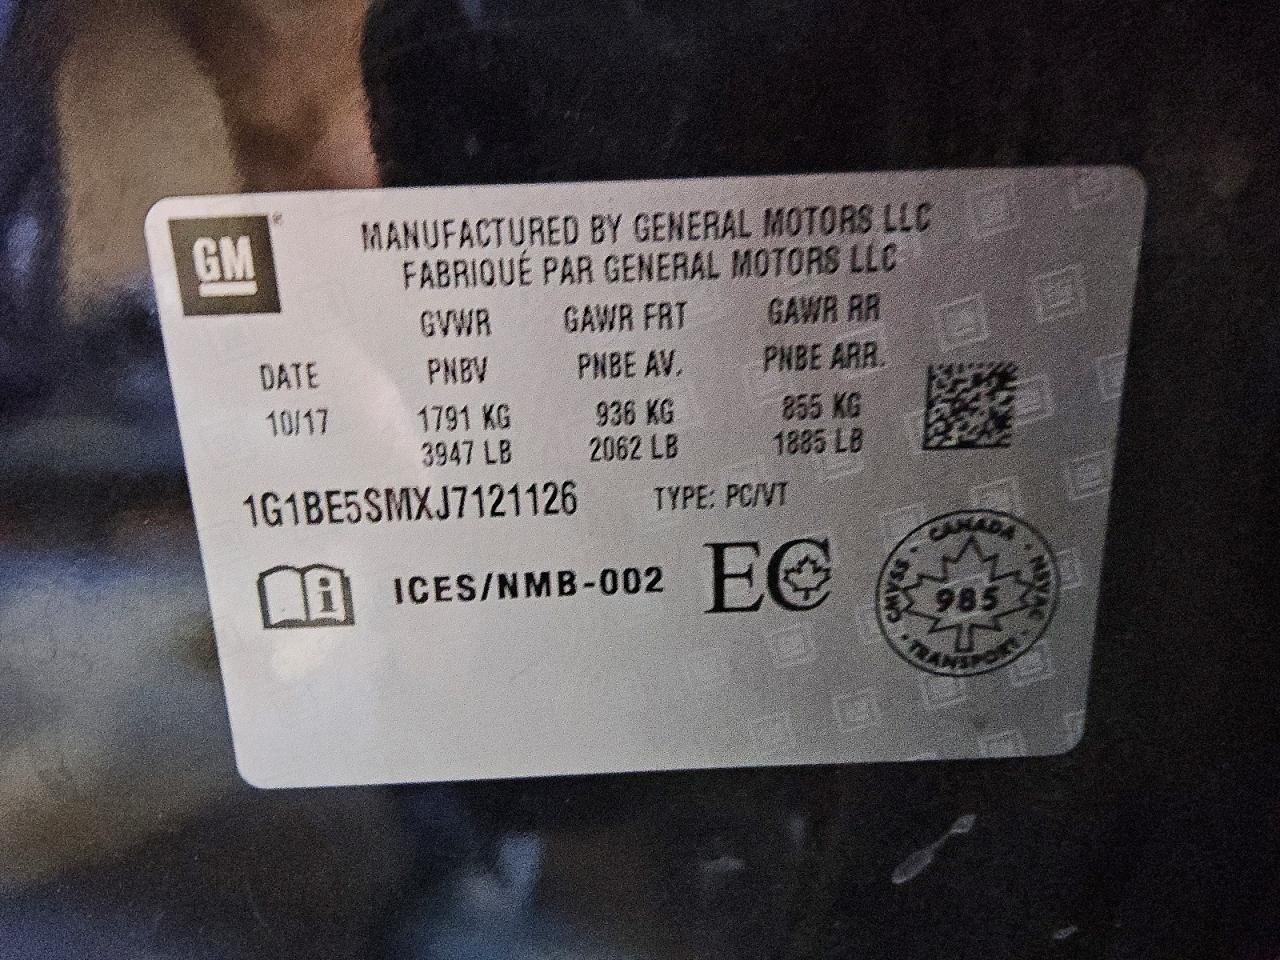 GM
MANUFACTURED BY GENERAL MOTORS LLC
FABRIQUÉ PAR GENERAL MOTORS LLC
GVWR GAWR FRT GAWR RR
DATE PNBV PNBE AV. PNBE ARR.
10/17 1791 KG 936 KG 855 KG
3947 LB 2062 LB 1885 LB
1G1BE5SMXJ7121126 TYPE: PC/VT
i ICES/NMB-002 EC
CANADA
CMVSS 985 NSVAC
TRANSPORT